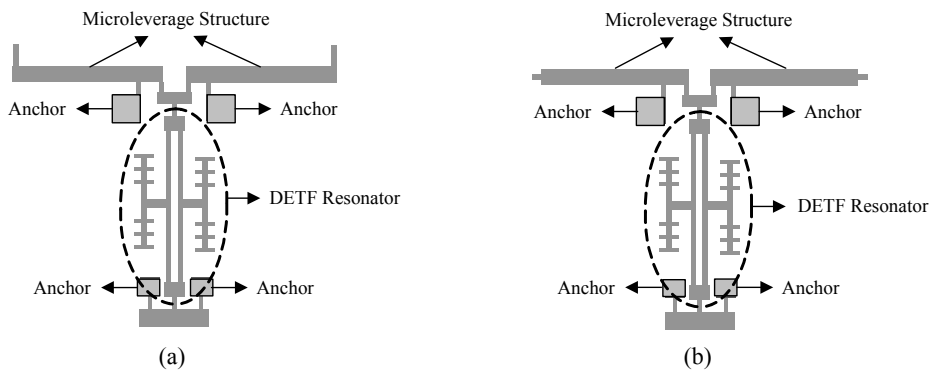 Microleverage Structure
Anchor
Anchor
DETF Resonator
Anchor
Anchor
(a)
Microleverage Structure
Anchor
Anchor
DETF Resonator
Anchor
Anchor
(b)